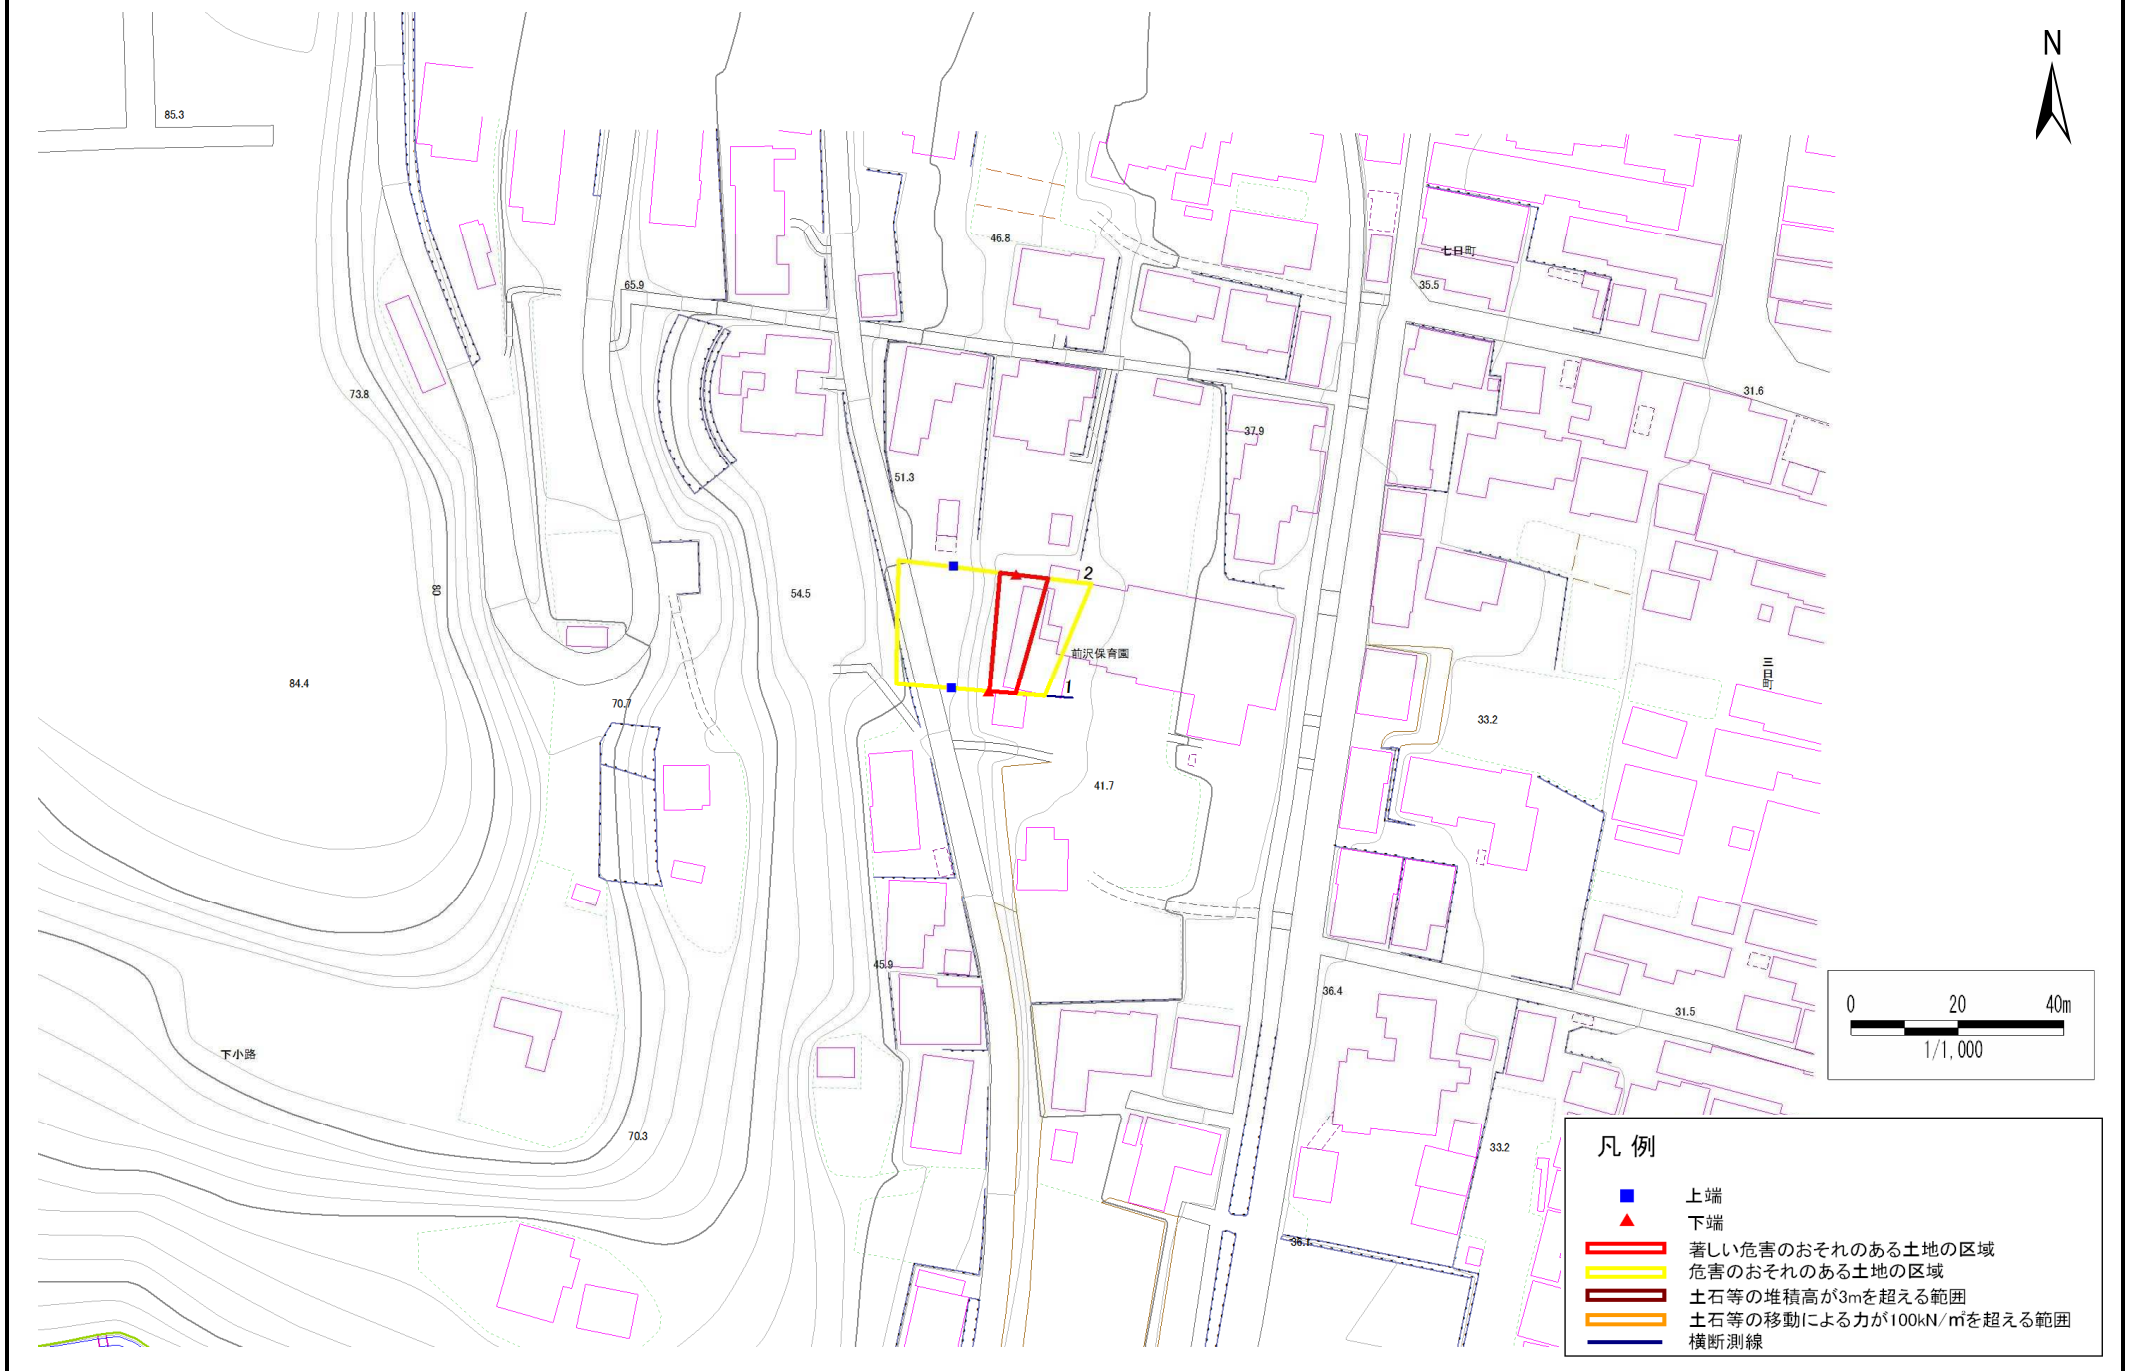 N
85.3
46.8
七日町
65.9
35.5
73.8
31.6
37.9
51.3
2
80
54.5
前沢保育園
三日町
84.4
1
70.7
33.2
41.7
45.9
36.4
0 20 40m
1/1,000
31.5
下小路
70.3
33.2
36.1
凡 例
上端
下端
著しい危害のおそれのある土地の区域
危害のおそれのある土地の区域
土石等の堆積高が3mを超える範囲
土石等の移動による力が100kN/㎡を超える範囲
横断測線